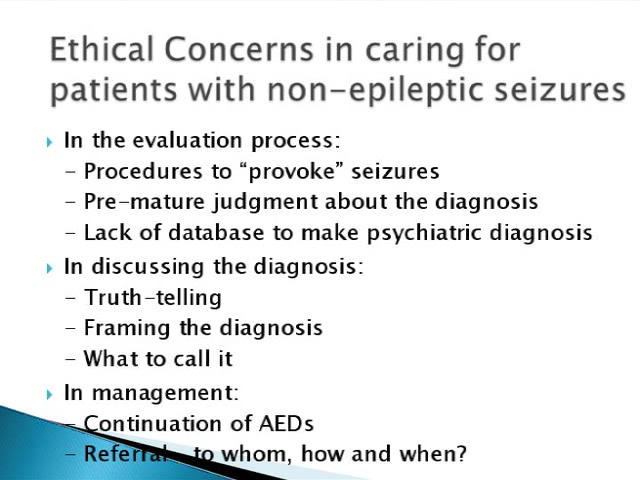 Ethical Concerns in caring for
patients with non-epileptic seizures
In the evaluation process:
- Procedures to “provoke” seizures
- Pre-mature judgment about the diagnosis
- Lack of database to make psychiatric diagnosis
In discussing the diagnosis:
- Truth-telling
- Framing the diagnosis
- What to call it
In management:
- Continuation of AEDs
- Referral - to whom, how and when?